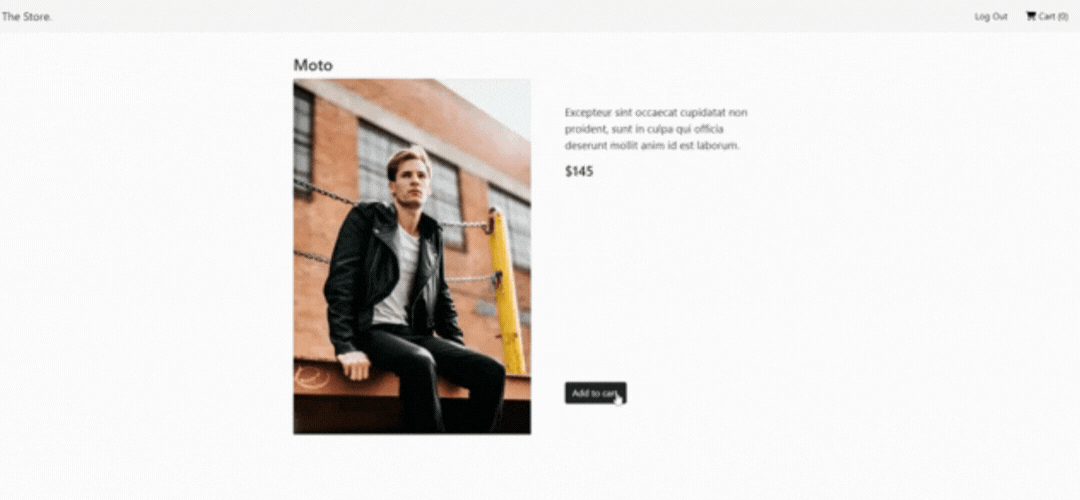 The Store.
Log Out
Cart (0)
Moto
Excepteur sint occaecat cupidatat non
proident, sunt in culpa qui officia
deserunt mollit anim id est laborum.
$145
Add to cart